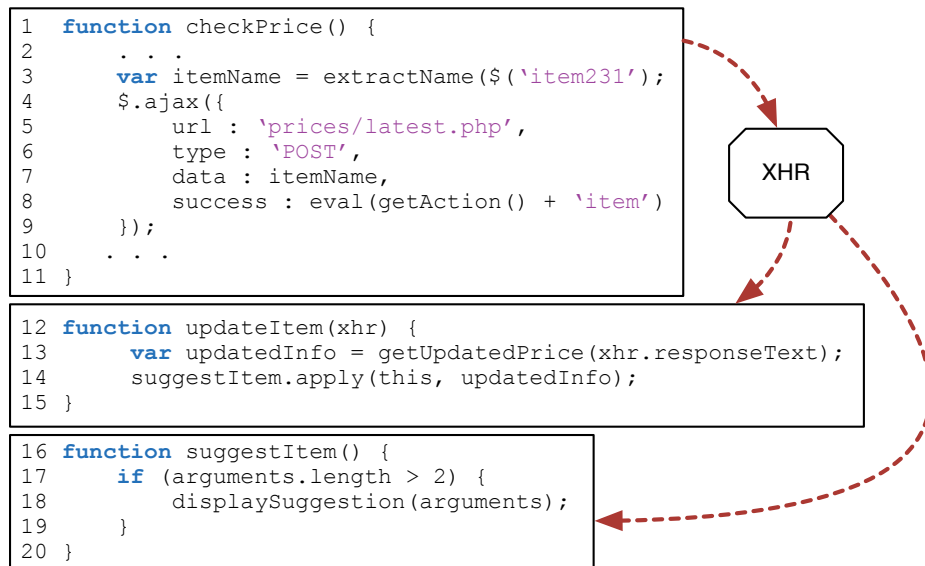 1 function checkPrice() {
2 . . .
3 var itemName = extractName($(‘item231’);
4 $.ajax({
5 url : ‘prices/latest.php’,
6 type : ‘POST’,
7 data : itemName,
8 success : eval(getAction() + ‘item’)
9 });
10 . . .
11 }
XHR
12 function updateItem(xhr) {
13 var updatedInfo = getUpdatedPrice(xhr.responseText);
14 suggestItem.apply(this, updatedInfo);
15 }
16 function suggestItem() {
17 if (arguments.length > 2) {
18 displaySuggestion(arguments);
19 }
20 }